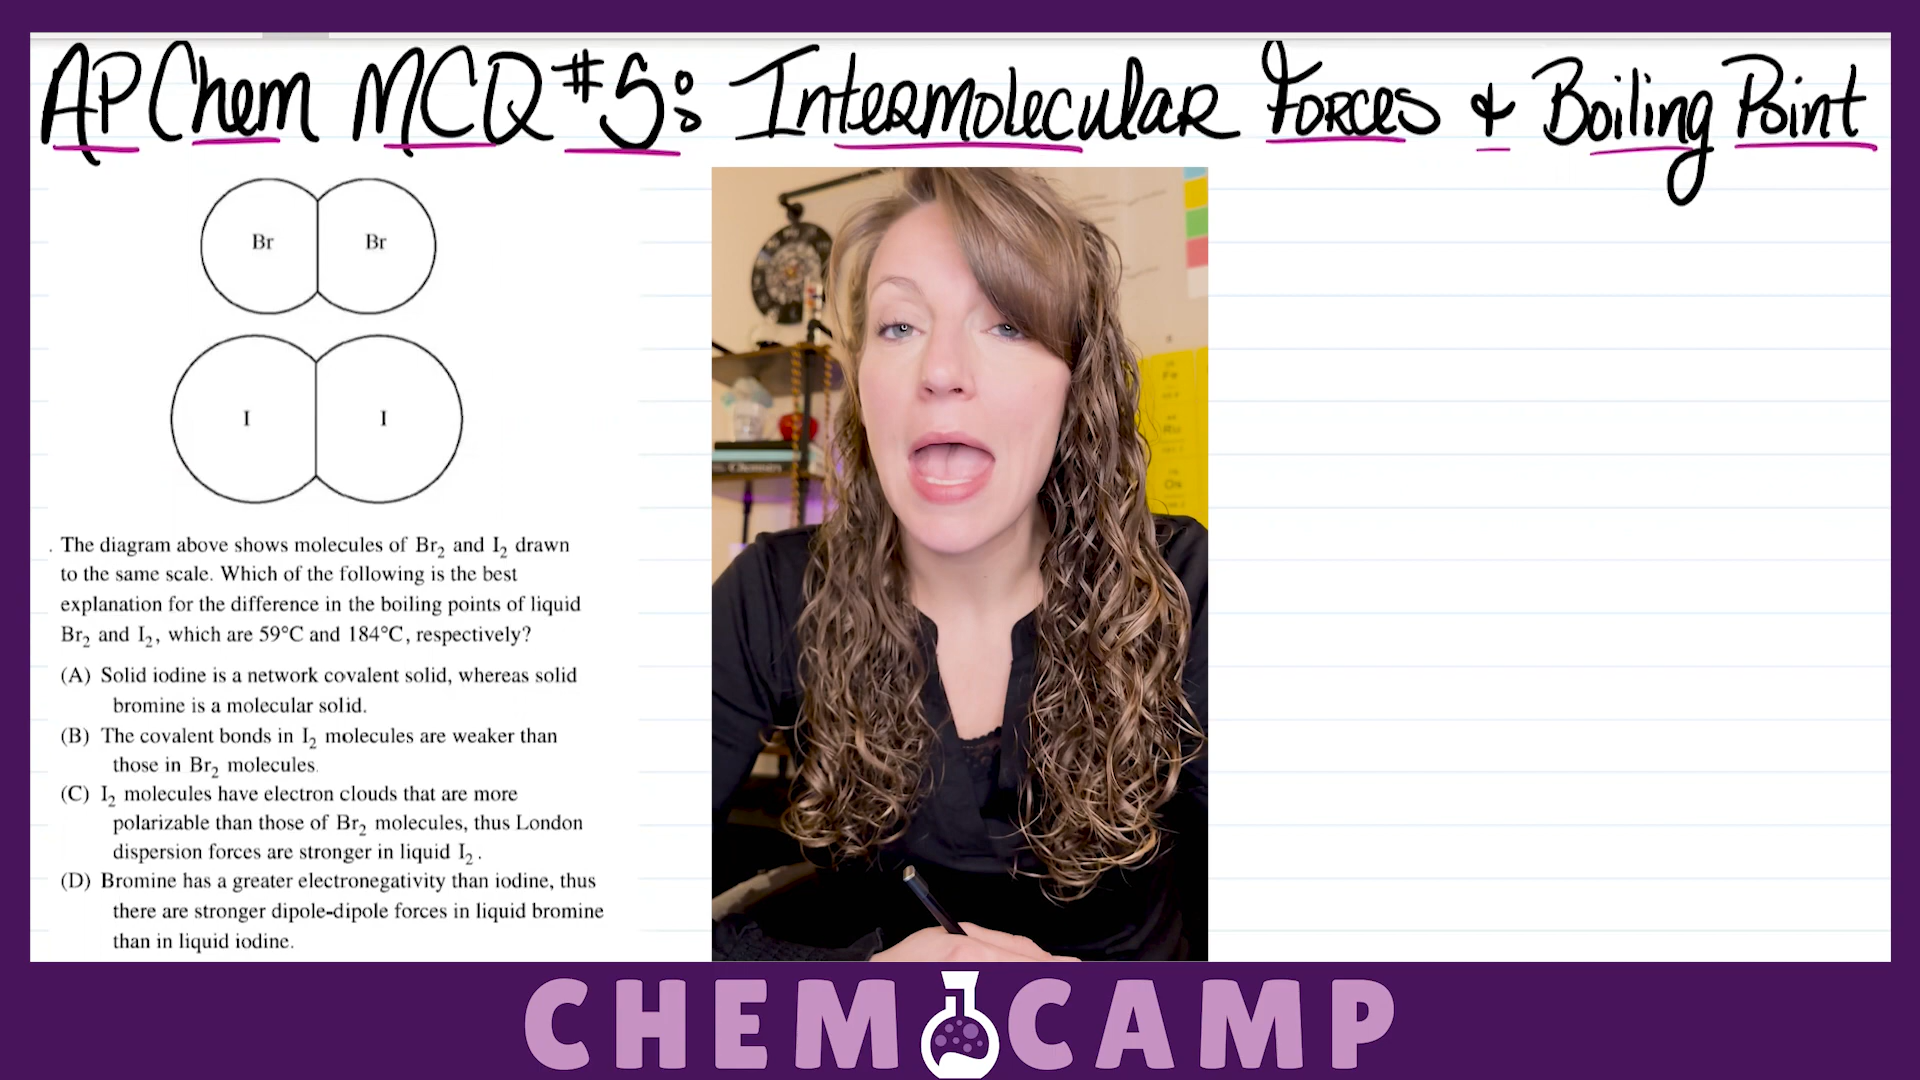 AP Chem MCQ #5: Intermolecular Forces & Boiling Point
Br Br
I I
. The diagram above shows molecules of Br₂ and I₂ drawn
to the same scale. Which of the following is the best
explanation for the difference in the boiling points of liquid
Br₂ and I₂, which are 59°C and 184°C, respectively?
(A) Solid iodine is a network covalent solid, whereas solid
bromine is a molecular solid.
(B) The covalent bonds in I₂ molecules are weaker than
those in Br₂ molecules.
(C) I₂ molecules have electron clouds that are more
polarizable than those of Br₂ molecules, thus London
dispersion forces are stronger in liquid I₂.
(D) Bromine has a greater electronegativity than iodine, thus
there are stronger dipole-dipole forces in liquid bromine
than in liquid iodine.
Fe
Ru
Os
CHEM CAMP